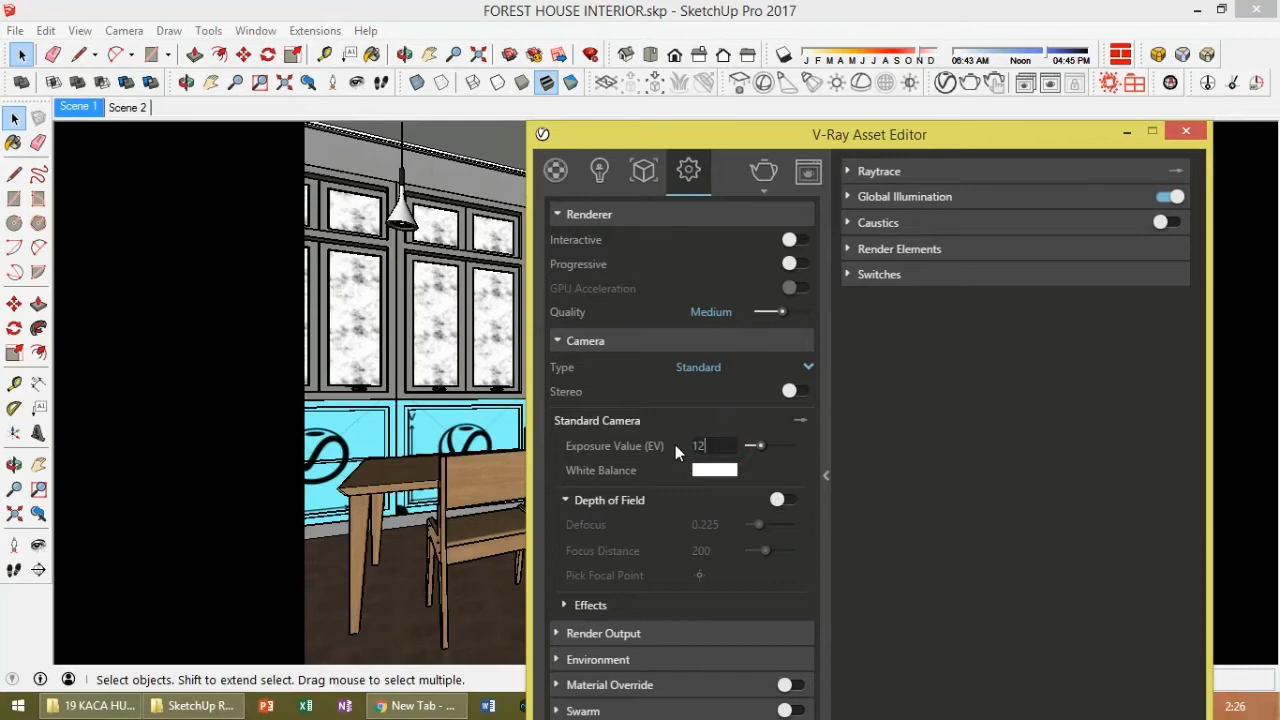 FOREST HOUSE INTERIOR.skp - SketchUp Pro 2017
File Edit View Camera Draw Tools Window Extensions Help
J F M A M J J A S O N D 06:43 AM Noon 04:45 PM
Scene 1 Scene 2
V-Ray Asset Editor
Renderer
Interactive
Progressive
GPU Acceleration
Quality Medium
Camera
Type Standard
Stereo
Standard Camera
Exposure Value (EV) 12
White Balance
Depth of Field
Defocus 0.225
Focus Distance 200
Pick Focal Point
Effects
Render Output
Environment
Material Override
Swarm
Raytrace
Global Illumination
Caustics
Render Elements
Switches
Select objects. Shift to extend select. Drag mouse to select multiple.
19 KACA HU... SketchUp R... New Tab - ... 2:26